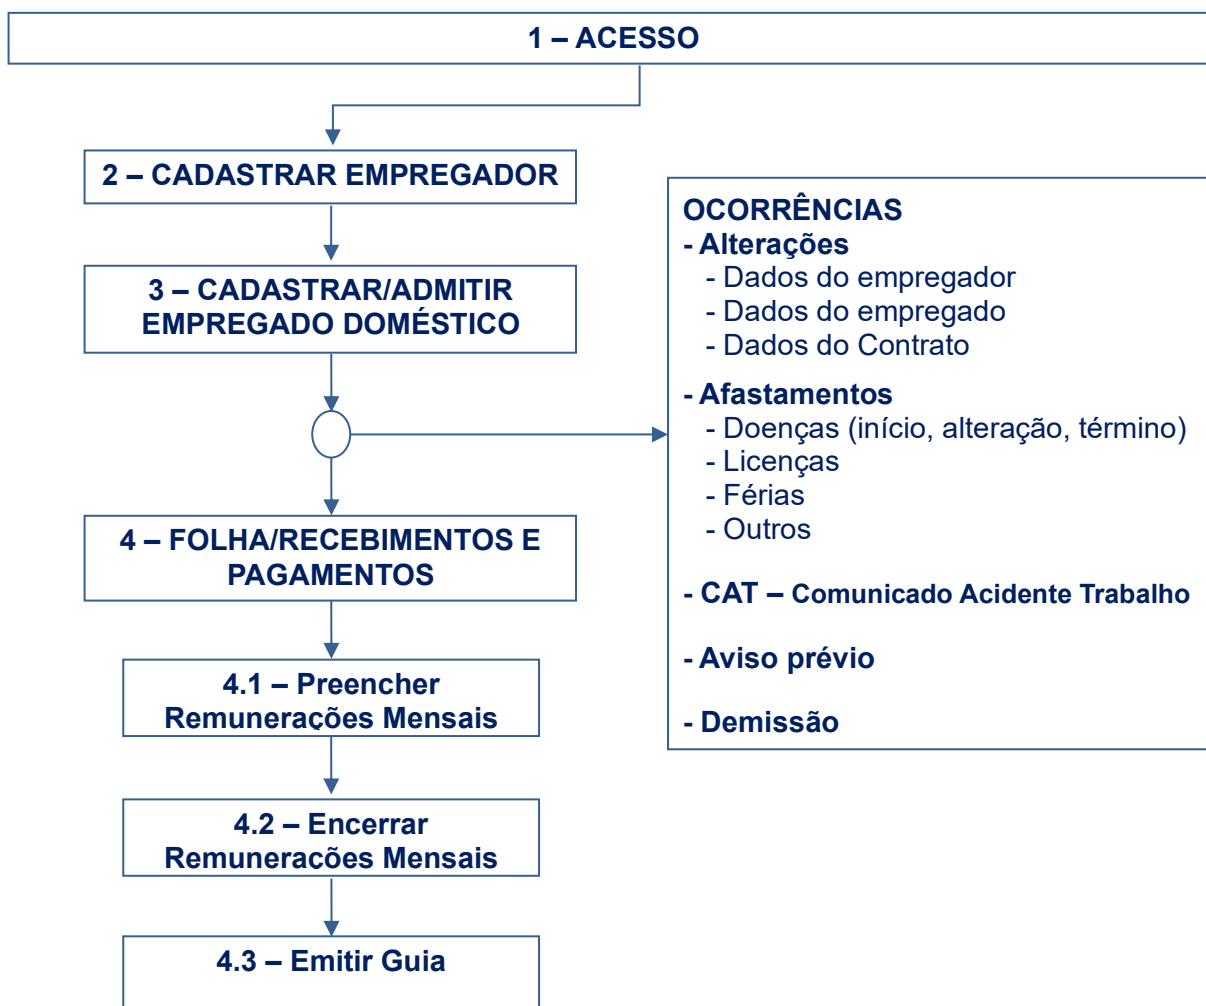 1 – ACESSO
2 – CADASTRAR EMPREGADOR
3 – CADASTRAR/ADMITIR
EMPREGADO DOMÉSTICO
OCORRÊNCIAS
- Alterações
- Dados do empregador
- Dados do empregado
- Dados do Contrato
- Afastamentos
- Doenças (início, alteração, término)
- Licenças
- Férias
- Outros
- CAT – Comunicado Acidente Trabalho
- Aviso prévio
- Demissão
4 – FOLHA/RECEBIMENTOS E
PAGAMENTOS
4.1 – Preencher
Remunerações Mensais
4.2 – Encerrar
Remunerações Mensais
4.3 – Emitir Guia